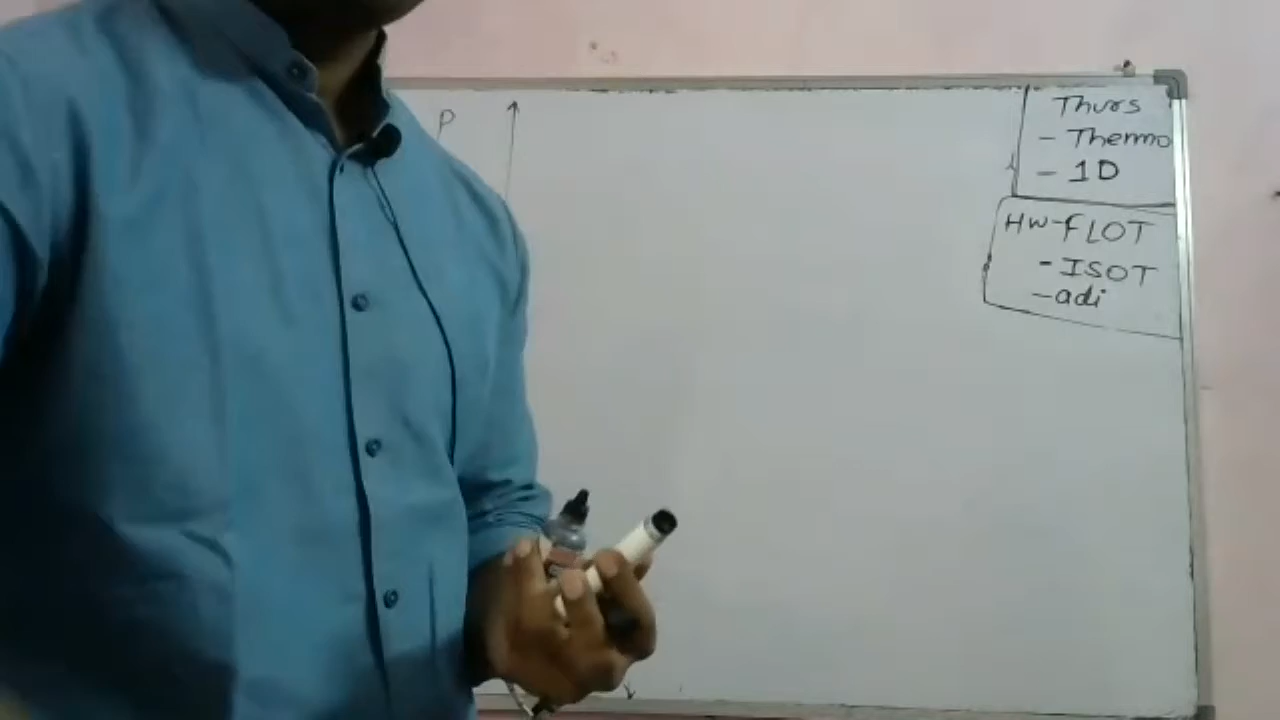 P
Thurs
- Thermo
- 1D
HW-FLOT
- ISOT
- adi